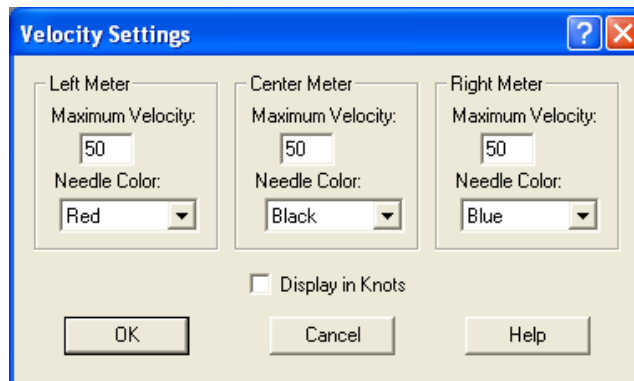 Velocity Settings
Left Meter
Maximum Velocity:
50
Needle Color:
Red
Center Meter
Maximum Velocity:
50
Needle Color:
Black
Right Meter
Maximum Velocity:
50
Needle Color:
Blue
Display in Knots
OK
Cancel
Help